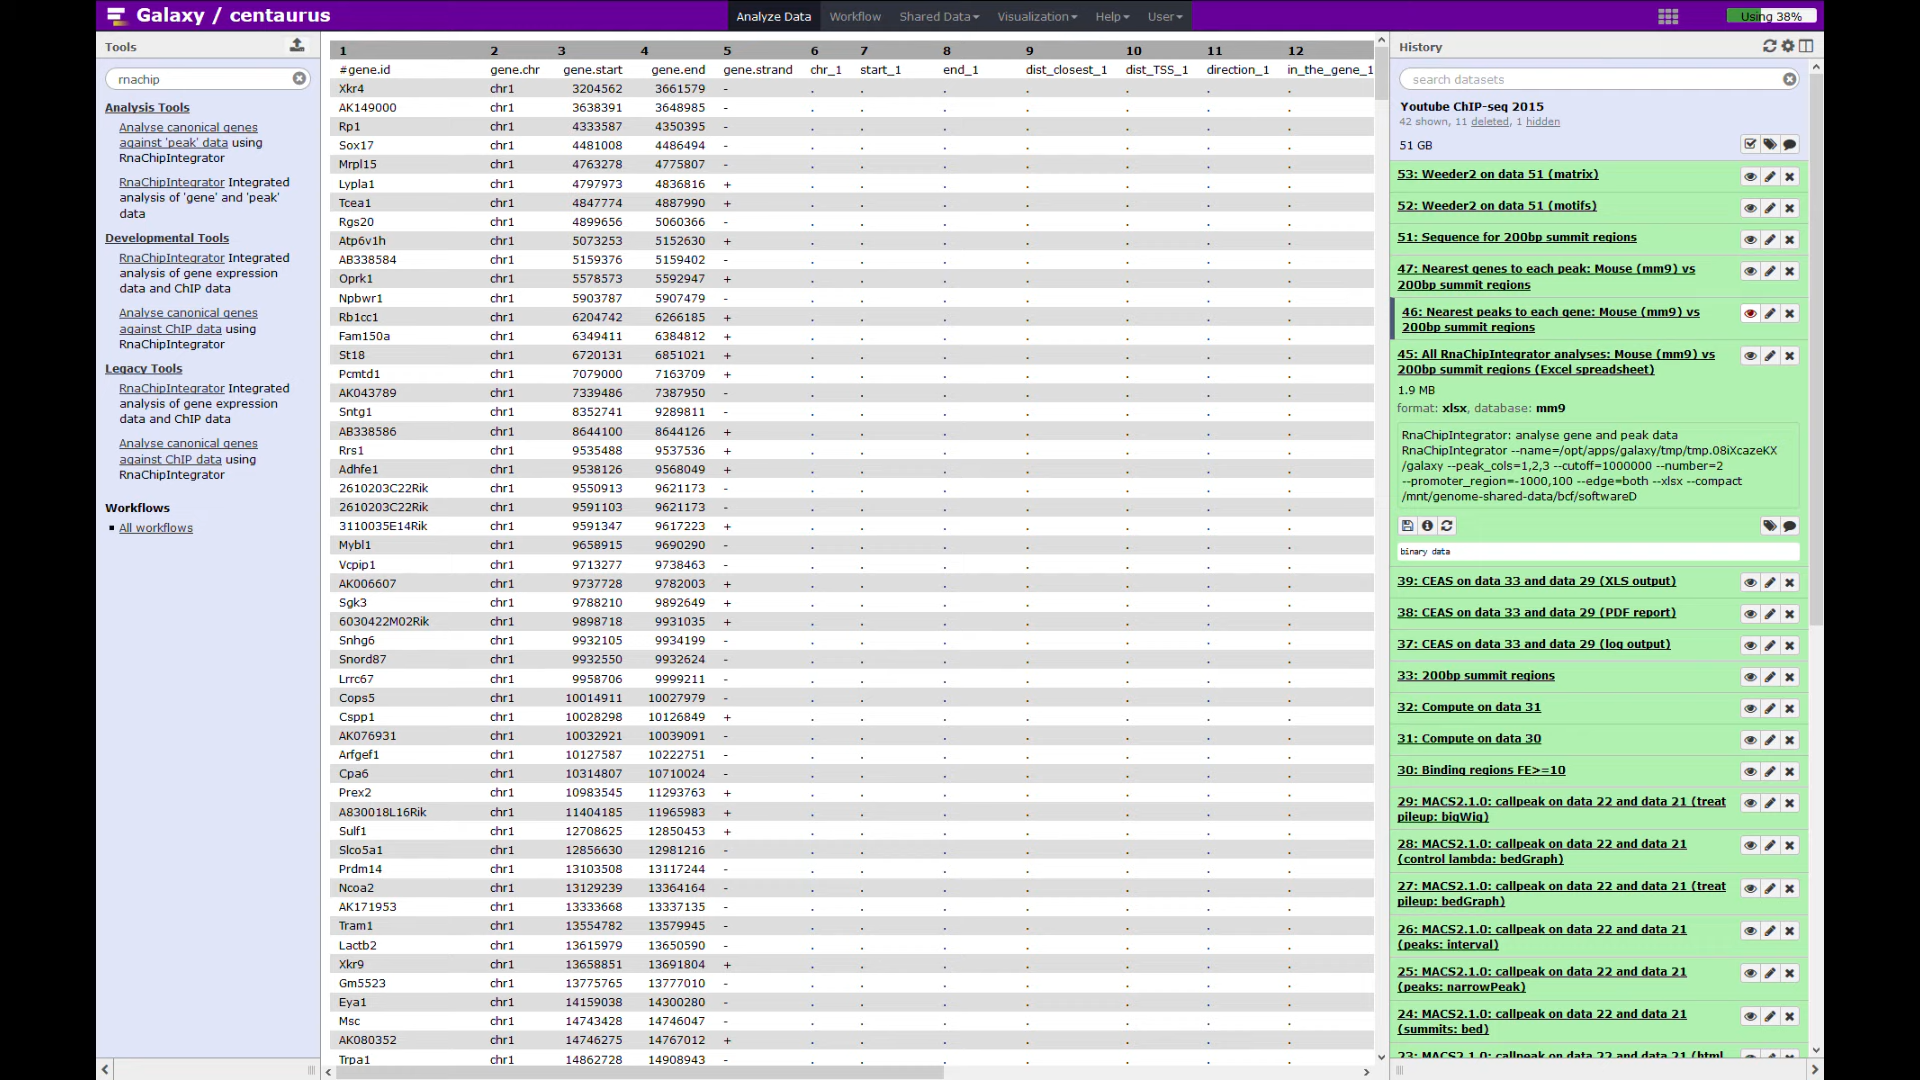 Galaxy / centaurus
Analyze Data Workflow Shared Data Visualization Help User
Using 38%
Tools
rnachip
Analysis Tools
Analyse canonical genes
against 'peak' data using
RnaChipIntegrator
RnaChipIntegrator Integrated
analysis of 'gene' and 'peak'
data
Developmental Tools
RnaChipIntegrator Integrated
analysis of gene expression
data and ChIP data
Analyse canonical genes
against ChIP data using
RnaChipIntegrator
Legacy Tools
RnaChipIntegrator Integrated
analysis of gene expression
data and ChIP data
Analyse canonical genes
against ChIP data using
RnaChipIntegrator
Workflows
All workflows
1 2 3 4 5 6 7 8 9 10 11 12
#gene.id gene.chr gene.start gene.end gene.strand chr_1 start_1 end_1 dist_closest_1 dist_TSS_1 direction_1 in_the_gene_1
Xkr4 chr1 3204562 3661579 - . . . . . . .
AK149000 chr1 3638391 3648985 - . . . . . . .
Rp1 chr1 4333587 4350395 - . . . . . . .
Sox17 chr1 4481008 4486494 - . . . . . . .
Mrpl15 chr1 4763278 4775807 - . . . . . . .
Lypla1 chr1 4797973 4836816 + . . . . . . .
Tcea1 chr1 4847774 4887990 + . . . . . . .
Rgs20 chr1 4899656 5060366 - . . . . . . .
Atp6v1h chr1 5073253 5152630 + . . . . . . .
AB338584 chr1 5159376 5159402 - . . . . . . .
Oprk1 chr1 5578573 5592947 + . . . . . . .
Npbwr1 chr1 5903787 5907479 - . . . . . . .
Rb1cc1 chr1 6204742 6266185 + . . . . . . .
Fam150a chr1 6349411 6384812 + . . . . . . .
St18 chr1 6720131 6851021 + . . . . . . .
Pcmtd1 chr1 7079000 7163709 + . . . . . . .
AK043789 chr1 7339486 7387950 - . . . . . . .
Sntg1 chr1 8352741 9289811 - . . . . . . .
AB338586 chr1 8644100 8644126 + . . . . . . .
Rrs1 chr1 9535488 9537536 + . . . . . . .
Adhfe1 chr1 9538126 9568049 + . . . . . . .
2610203C22Rik chr1 9550913 9621173 - . . . . . . .
2610203C22Rik chr1 9591103 9621173 - . . . . . . .
3110035E14Rik chr1 9591347 9617223 + . . . . . . .
Mybl1 chr1 9658915 9690290 - . . . . . . .
Vcpip1 chr1 9713277 9738463 - . . . . . . .
AK006607 chr1 9737728 9782003 + . . . . . . .
Sgk3 chr1 9788210 9892649 + . . . . . . .
6030422M02Rik chr1 9898718 9931035 + . . . . . . .
Snhg6 chr1 9932105 9934199 - . . . . . . .
Snord87 chr1 9932550 9932624 - . . . . . . .
Lrrc67 chr1 9958706 9999211 - . . . . . . .
Cops5 chr1 10014911 10027979 - . . . . . . .
Cspp1 chr1 10028298 10126849 + . . . . . . .
AK076931 chr1 10032921 10039091 - . . . . . . .
Arfgef1 chr1 10127587 10222751 - . . . . . . .
Cpa6 chr1 10314807 10710024 - . . . . . . .
Prex2 chr1 10983545 11293763 + . . . . . . .
A830018L16Rik chr1 11404185 11965983 + . . . . . . .
Sulf1 chr1 12708625 12850453 + . . . . . . .
Slco5a1 chr1 12856630 12981216 - . . . . . . .
Prdm14 chr1 13103508 13117244 - . . . . . . .
Ncoa2 chr1 13129239 13364164 - . . . . . . .
AK171953 chr1 13333668 13337135 - . . . . . . .
Tram1 chr1 13554782 13579945 - . . . . . . .
Lactb2 chr1 13615979 13650590 - . . . . . . .
Xkr9 chr1 13658851 13691804 + . . . . . . .
Gm5523 chr1 13775765 13777010 - . . . . . . .
Eya1 chr1 14159038 14300280 - . . . . . . .
Msc chr1 14743428 14746047 - . . . . . . .
AK080352 chr1 14746275 14767012 + . . . . . . .
Trpa1 chr1 14862728 14908943 - . . . . . . .
History
search datasets
Youtube ChIP-seq 2015
42 shown, 11 deleted, 1 hidden
51 GB
53: Weeder2 on data 51 (matrix)
52: Weeder2 on data 51 (motifs)
51: Sequence for 200bp summit regions
47: Nearest genes to each peak: Mouse (mm9) vs
200bp summit regions
46: Nearest peaks to each gene: Mouse (mm9) vs
200bp summit regions
45: All RnaChipIntegrator analyses: Mouse (mm9) vs
200bp summit regions (Excel spreadsheet)
1.9 MB
format: xlsx, database: mm9
RnaChipIntegrator: analyse gene and peak data
RnaChipIntegrator --name=/opt/apps/galaxy/tmp/tmp.08iXcazeKX
/galaxy --peak_cols=1,2,3 --cutoff=1000000 --number=2
--promoter_region=-1000,100 --edge=both --xlsx --compact
/mnt/genome-shared-data/bcf/softwareD
binary data
39: CEAS on data 33 and data 29 (XLS output)
38: CEAS on data 33 and data 29 (PDF report)
37: CEAS on data 33 and data 29 (log output)
33: 200bp summit regions
32: Compute on data 31
31: Compute on data 30
30: Binding regions FE>=10
29: MACS2.1.0: callpeak on data 22 and data 21 (treat
pileup: bigWig)
28: MACS2.1.0: callpeak on data 22 and data 21
(control lambda: bedGraph)
27: MACS2.1.0: callpeak on data 22 and data 21 (treat
pileup: bedGraph)
26: MACS2.1.0: callpeak on data 22 and data 21
(peaks: interval)
25: MACS2.1.0: callpeak on data 22 and data 21
(peaks: narrowPeak)
24: MACS2.1.0: callpeak on data 22 and data 21
(summits: bed)
23: MACS2.1.0: callpeak on data 22 and data 21 (html